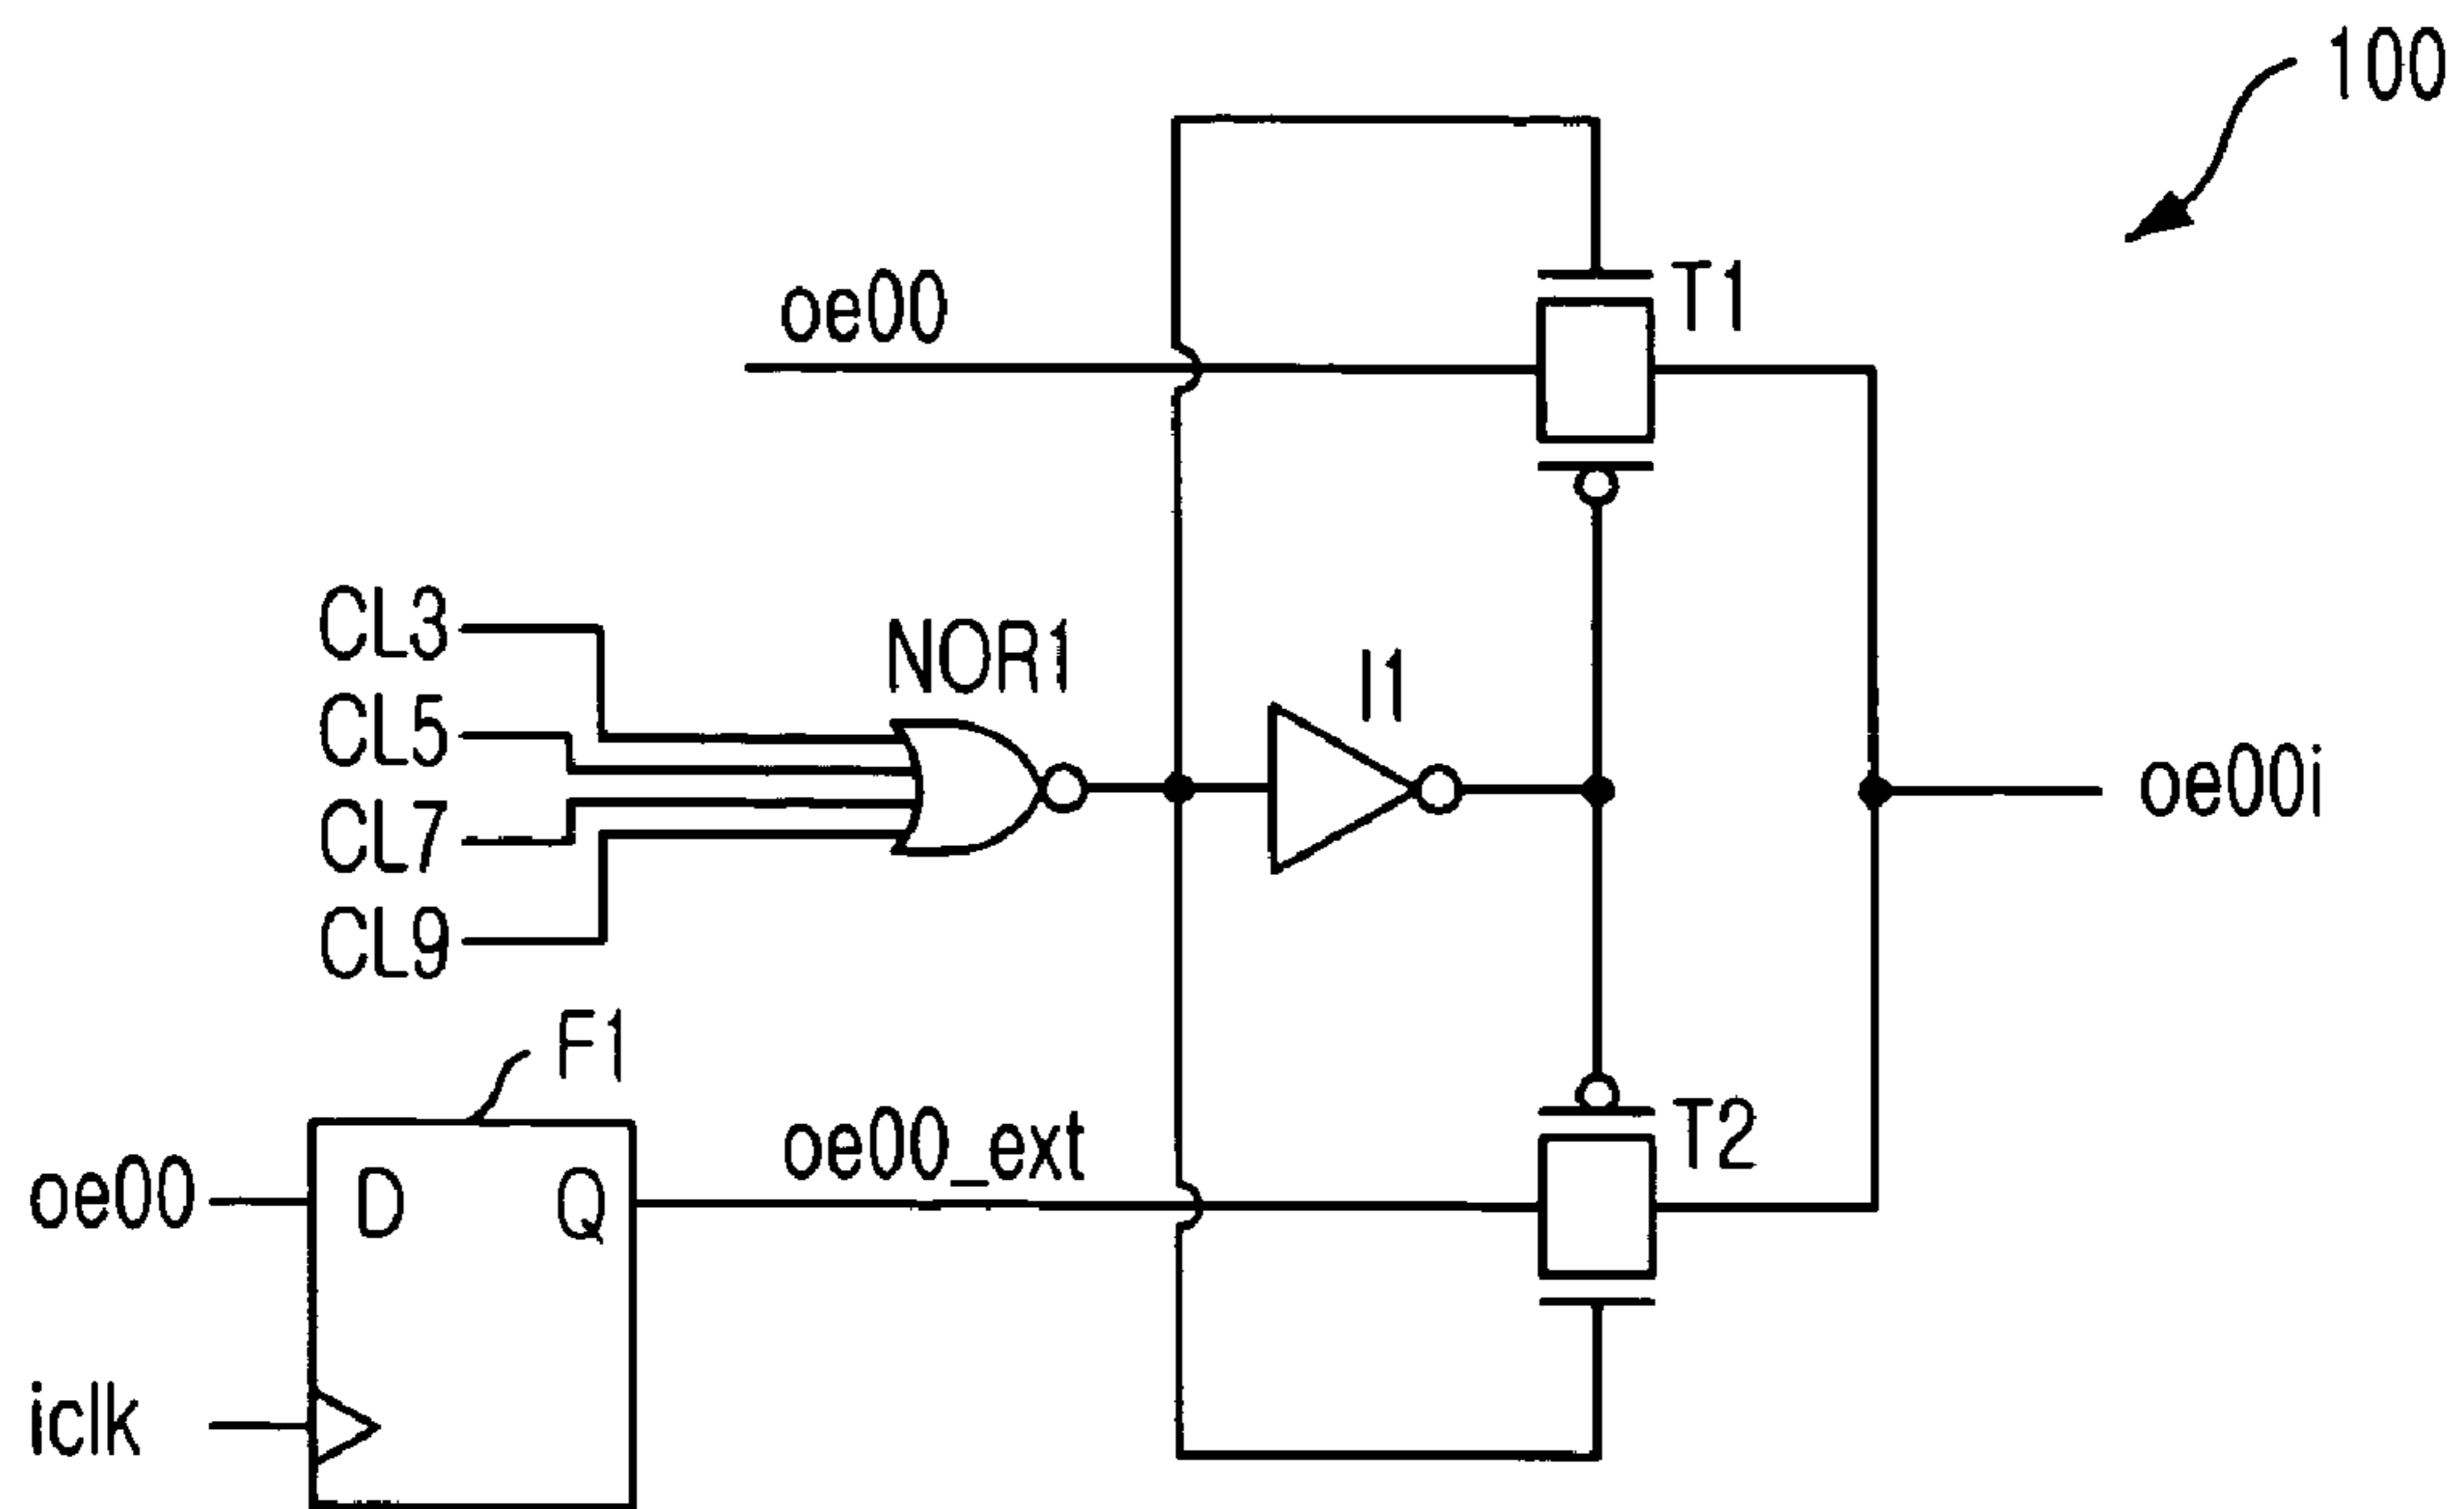 100
T1
oe00
CL3
NOR1
I1
CL5
oe00i
CL7
CL9
F1
oe00_ext
T2
oe00
D
Q
iclk